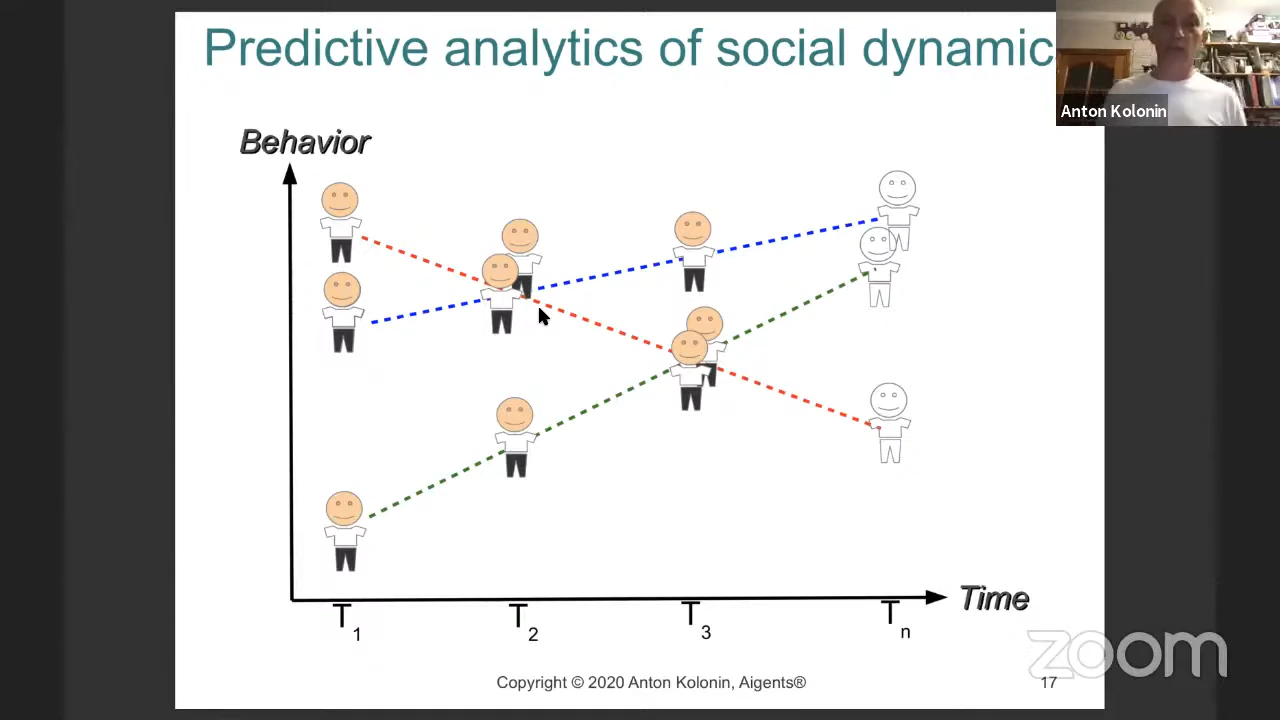 Predictive analytics of social dynamic
Anton Kolonin
Behavior
Time
T1
T2
T3
Tn
zoom
Copyright © 2020 Anton Kolonin, Aigents®
17